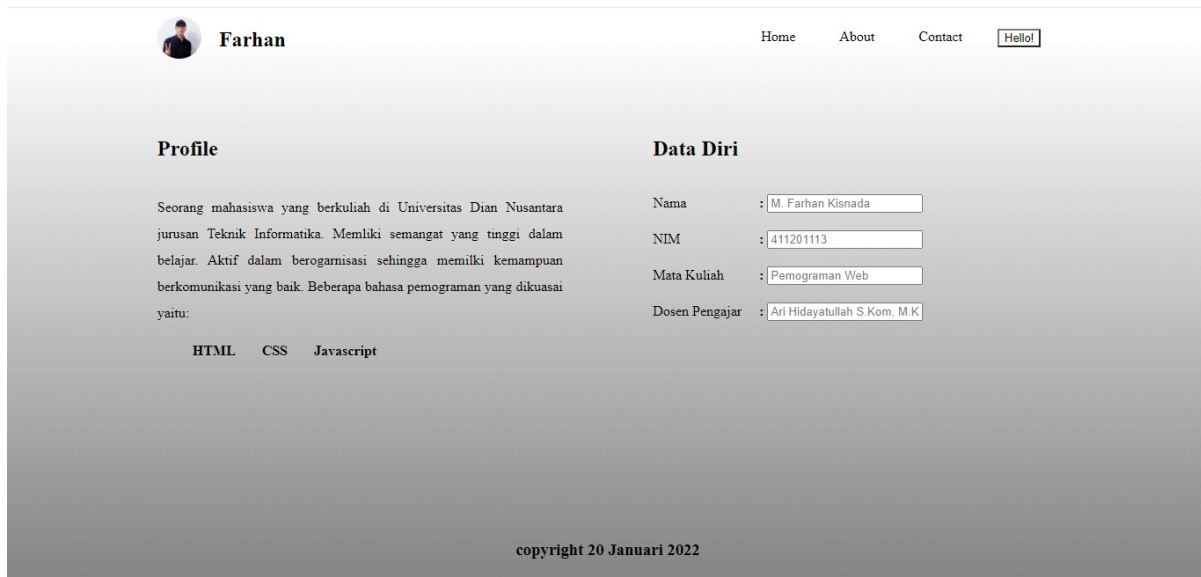 Farhan
Home About Contact Hello!
Profile
Seorang mahasiswa yang berkuliah di Universitas Dian Nusantara
jurusan Teknik Informatika. Memliki semangat yang tinggi dalam
belajar. Aktif dalam berogarnisasi sehingga memilki kemampuan
berkomunikasi yang baik. Beberapa bahasa pemograman yang dikuasai
yaitu:
HTML CSS Javascript
Data Diri
Nama : M. Farhan Kisnada
NIM : 411201113
Mata Kuliah : Pemograman Web
Dosen Pengajar : Ari Hidayatullah S.Kom, M.K
copyright 20 Januari 2022